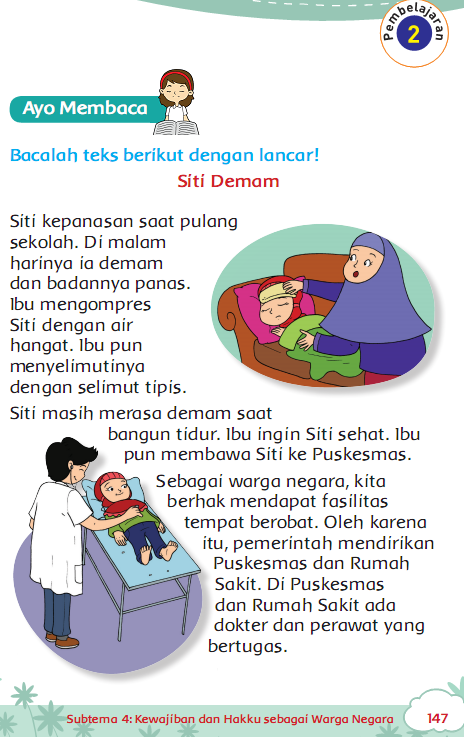 Pembelajaran
2
Ayo Membaca
Bacalah teks berikut dengan lancar!
Siti Demam
Siti kepanasan saat pulang
sekolah. Di malam
harinya ia demam
dan badannya panas.
Ibu mengompres
Siti dengan air
hangat. Ibu pun
menyelimutinya
dengan selimut tipis.
Siti masih merasa demam saat
bangun tidur. Ibu ingin Siti sehat. Ibu
pun membawa Siti ke Puskesmas.
Sebagai warga negara, kita
berhak mendapat fasilitas
tempat berobat. Oleh karena
itu, pemerintah mendirikan
Puskesmas dan Rumah
Sakit. Di Puskesmas
dan Rumah Sakit ada
dokter dan perawat yang
bertugas.
Subtema 4: Kewajiban dan Hakku sebagai Warga Negara
147